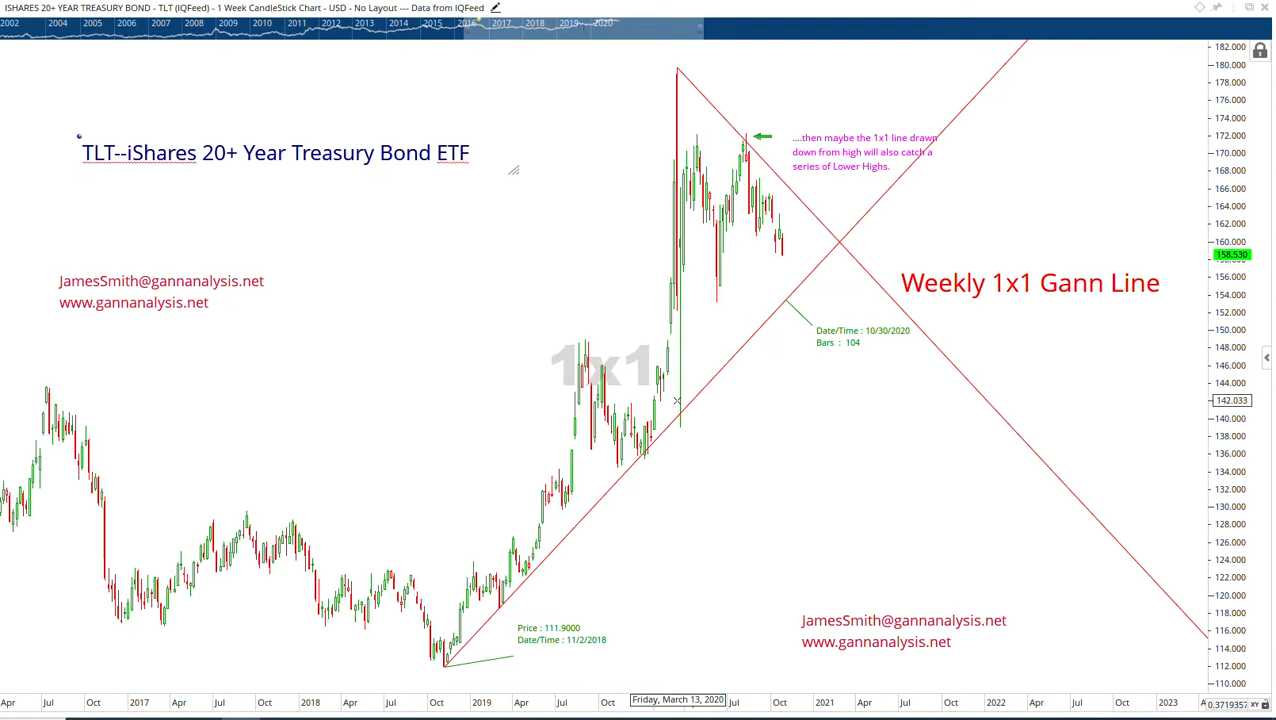 ISHARES 20+ YEAR TREASURY BOND - TLT (IQFeed) - 1 Week CandleStick Chart - USD - No Layout --- Data from IQFeed
2002 2004 2005 2006 2007 2008 2009 2010 2011 2012 2013 2014 2015 2016 2017 2018 2019 2020
TLT--iShares 20+ Year Treasury Bond ETF
....then maybe the 1x1 line drawn
down from high will also catch a
series of Lower Highs.
JamesSmith@gannanalysis.net
www.gannanalysis.net
Weekly 1x1 Gann Line
Date/Time : 10/30/2020
Bars : 104
1x1
Price : 111.9000
Date/Time : 11/2/2018
JamesSmith@gannanalysis.net
www.gannanalysis.net
182.000
180.000
178.000
176.000
174.000
172.000
170.000
168.000
166.000
164.000
162.000
160.000
158.530
156.000
154.000
152.000
150.000
148.000
146.000
144.000
142.033
140.000
138.000
136.000
134.000
132.000
130.000
128.000
126.000
124.000
122.000
120.000
118.000
116.000
114.000
112.000
110.000
Apr Jul Oct 2017 Apr Jul Oct 2018 Apr Jul Oct 2019 Apr Jul Oct Friday, March 13, 2020 Jul Oct 2021 Apr Jul Oct 2022 Apr Jul Oct 2023 0.3719357 XY